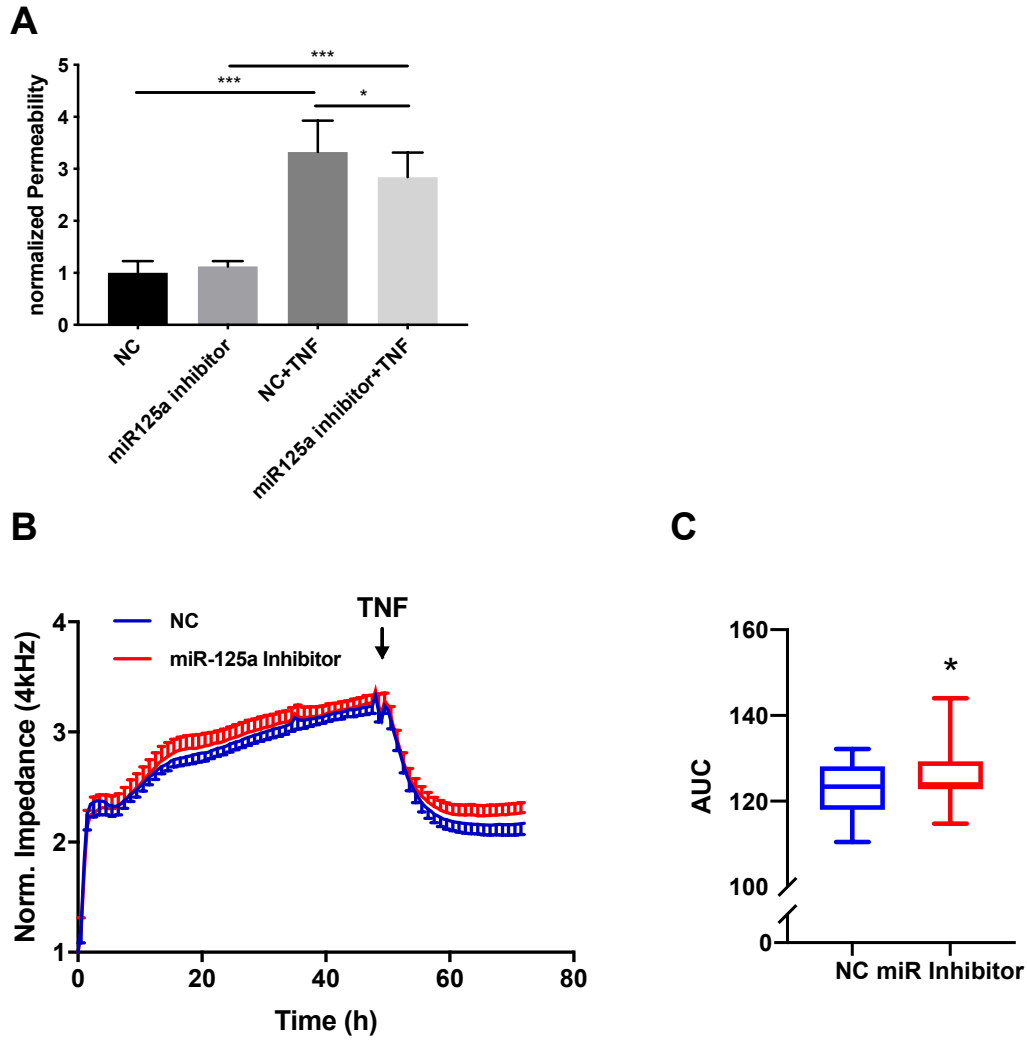 A
***
***
*
5
4
3
2
1
0
normalized Permeability
NC
miR125a inhibitor
NC+TNF
miR125a inhibitor+TNF
B
TNF
NC
miR-125a Inhibitor
4
3
2
1
Norm. Impedance (4kHz)
0 20 40 60 80
Time (h)
C
160
140
120
100
0
AUC
*
NC miR Inhibitor